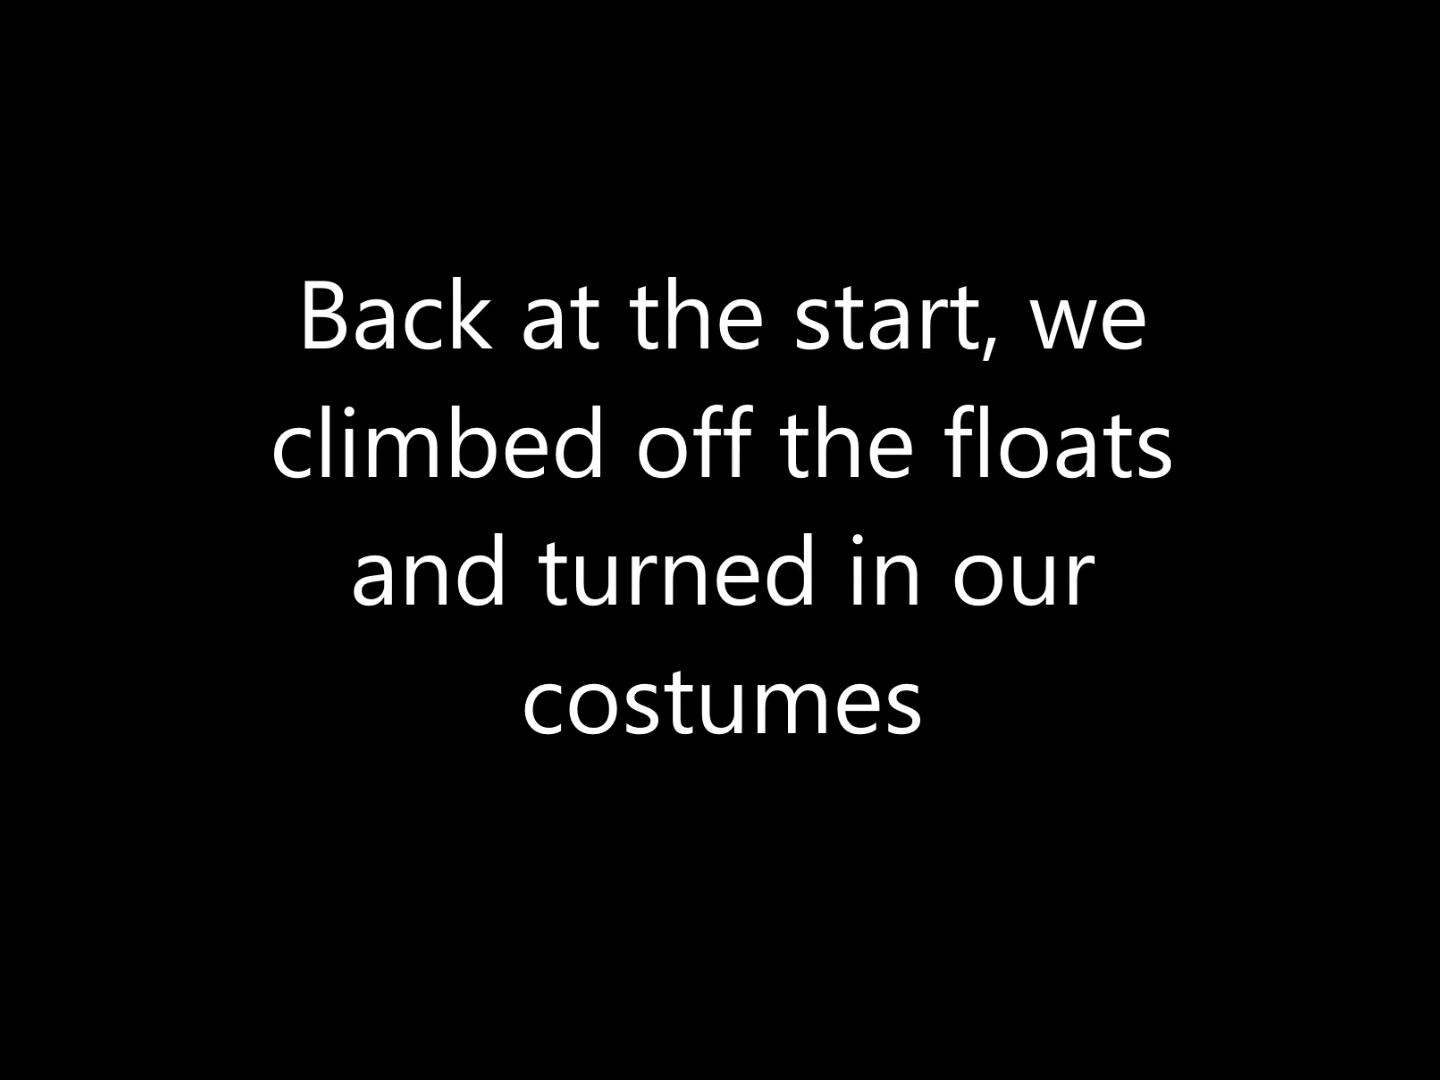 Back at the start, we
climbed off the floats
and turned in our
costumes